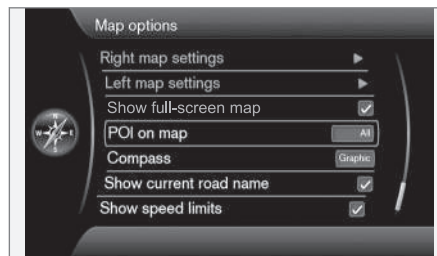 Map options
Right map settings
Left map settings
Show full-screen map
POI on map All
Compass Graphic
Show current road name
Show speed limits
N
W E
S